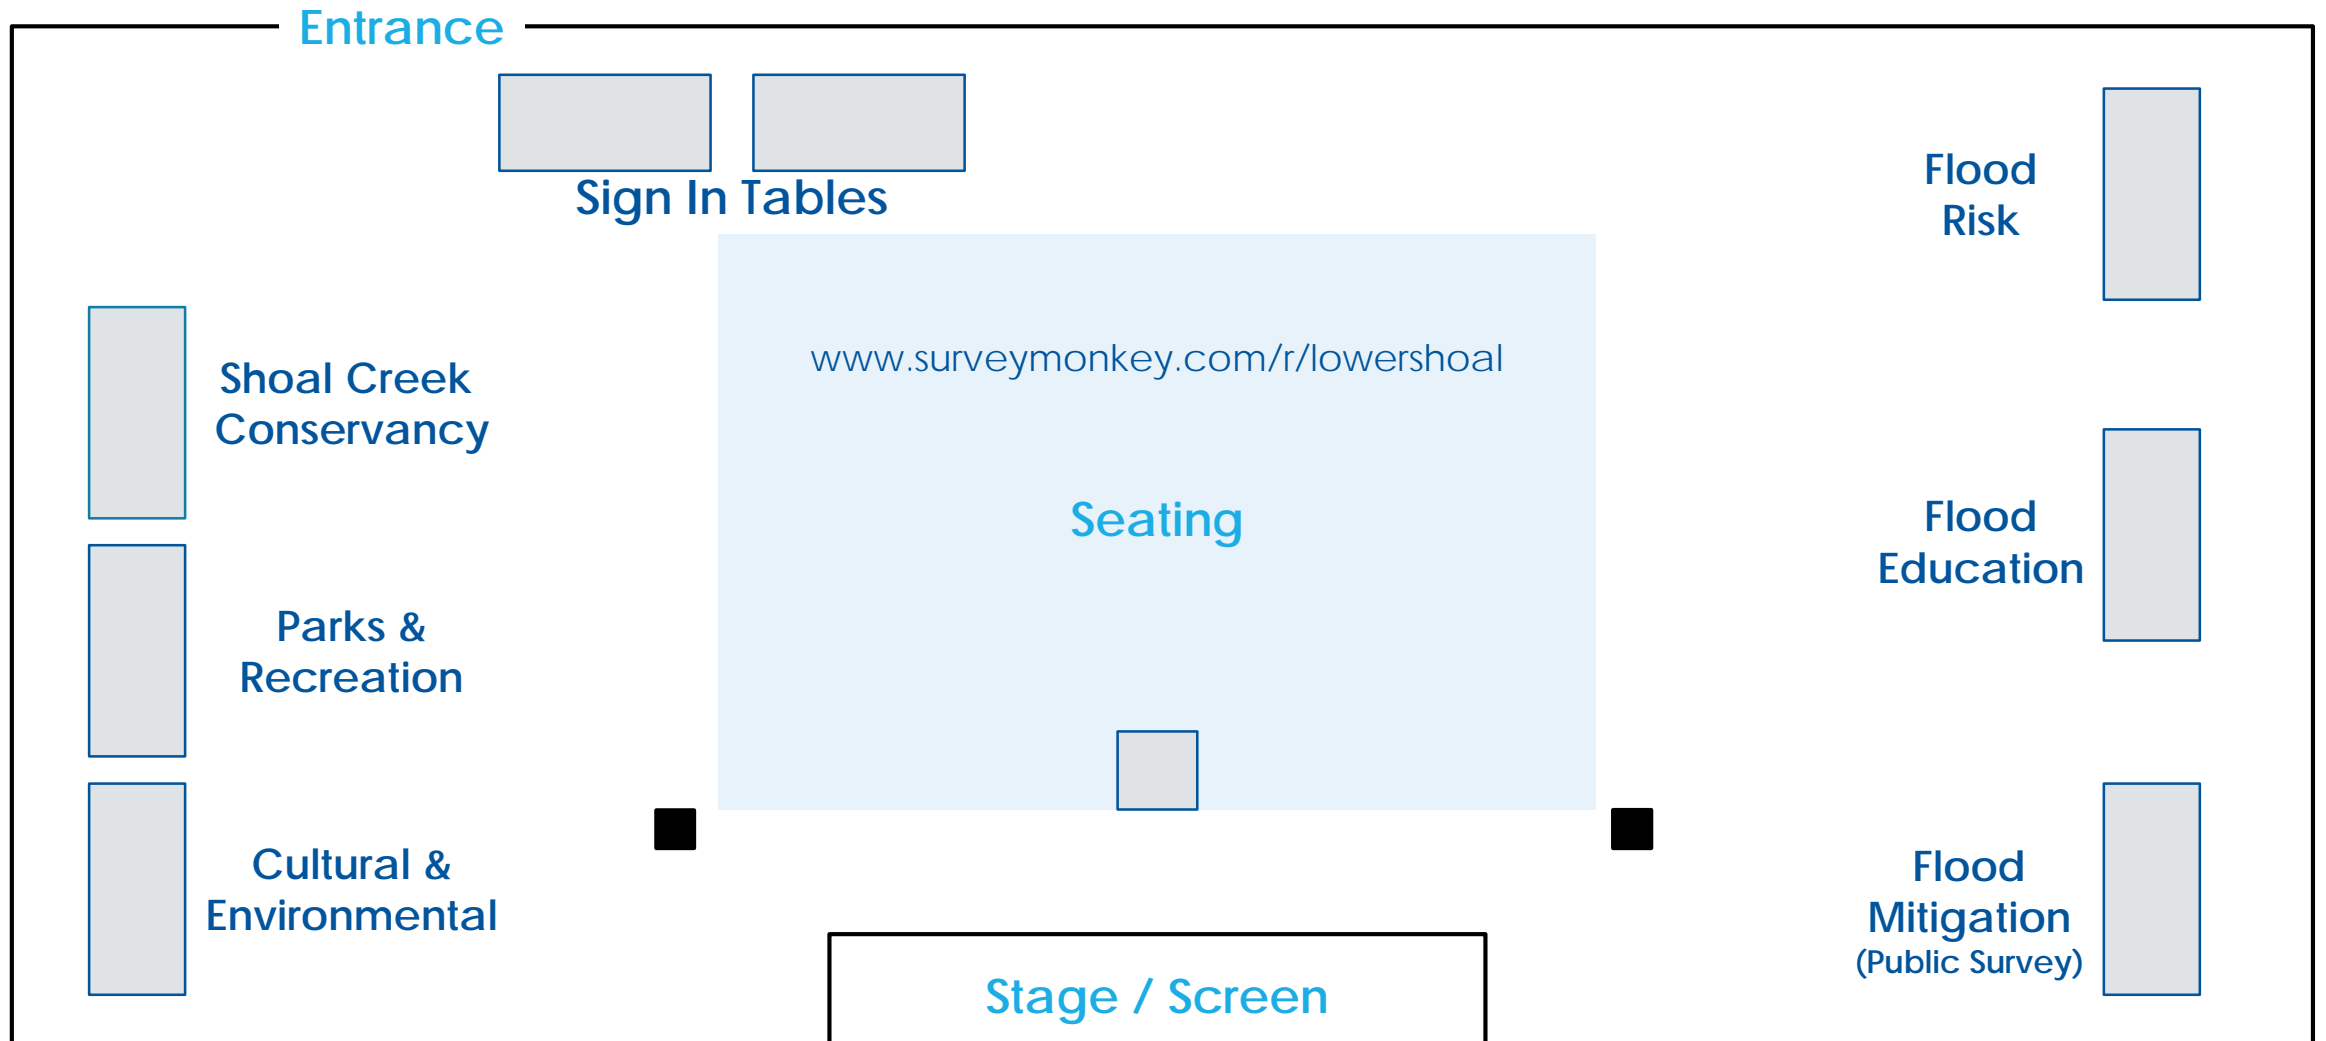 Entrance
Sign In Tables
Flood
Risk
www.surveymonkey.com/r/lowershoal
Shoal Creek
Conservancy
Seating
Flood
Education
Parks &
Recreation
Cultural &
Environmental
Flood
Mitigation
(Public Survey)
Stage / Screen